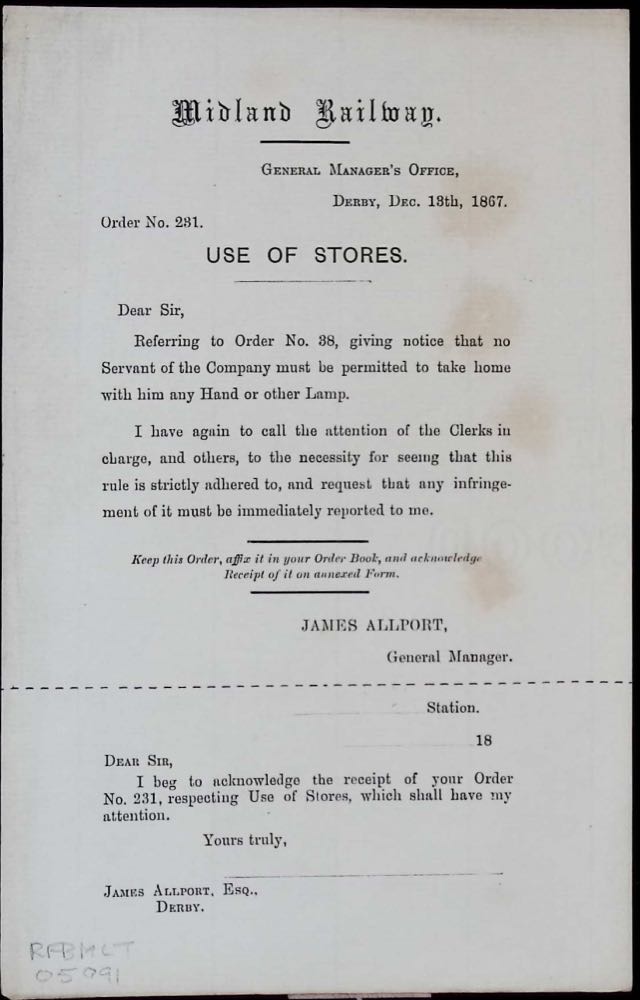 Midland Railway.
General Manager's Office,
Derby, Dec. 13th, 1867.
Order No. 231.
USE OF STORES.
Dear Sir,
Referring to Order No. 38, giving notice that no
Servant of the Company must be permitted to take home
with him any Hand or other Lamp.
I have again to call the attention of the Clerks in
charge, and others, to the necessity for seeing that this
rule is strictly adhered to, and request that any infringe-
ment of it must be immediately reported to me.
Keep this Order, affix it in your Order Book, and acknowledge
Receipt of it on annexed Form.
JAMES ALLPORT,
General Manager.
Station.
18
Dear Sir,
I beg to acknowledge the receipt of your Order
No. 231, respecting Use of Stores, which shall have my
attention.
Yours truly,
James Allport, Esq.,
Derby.
RFBMLT
05091